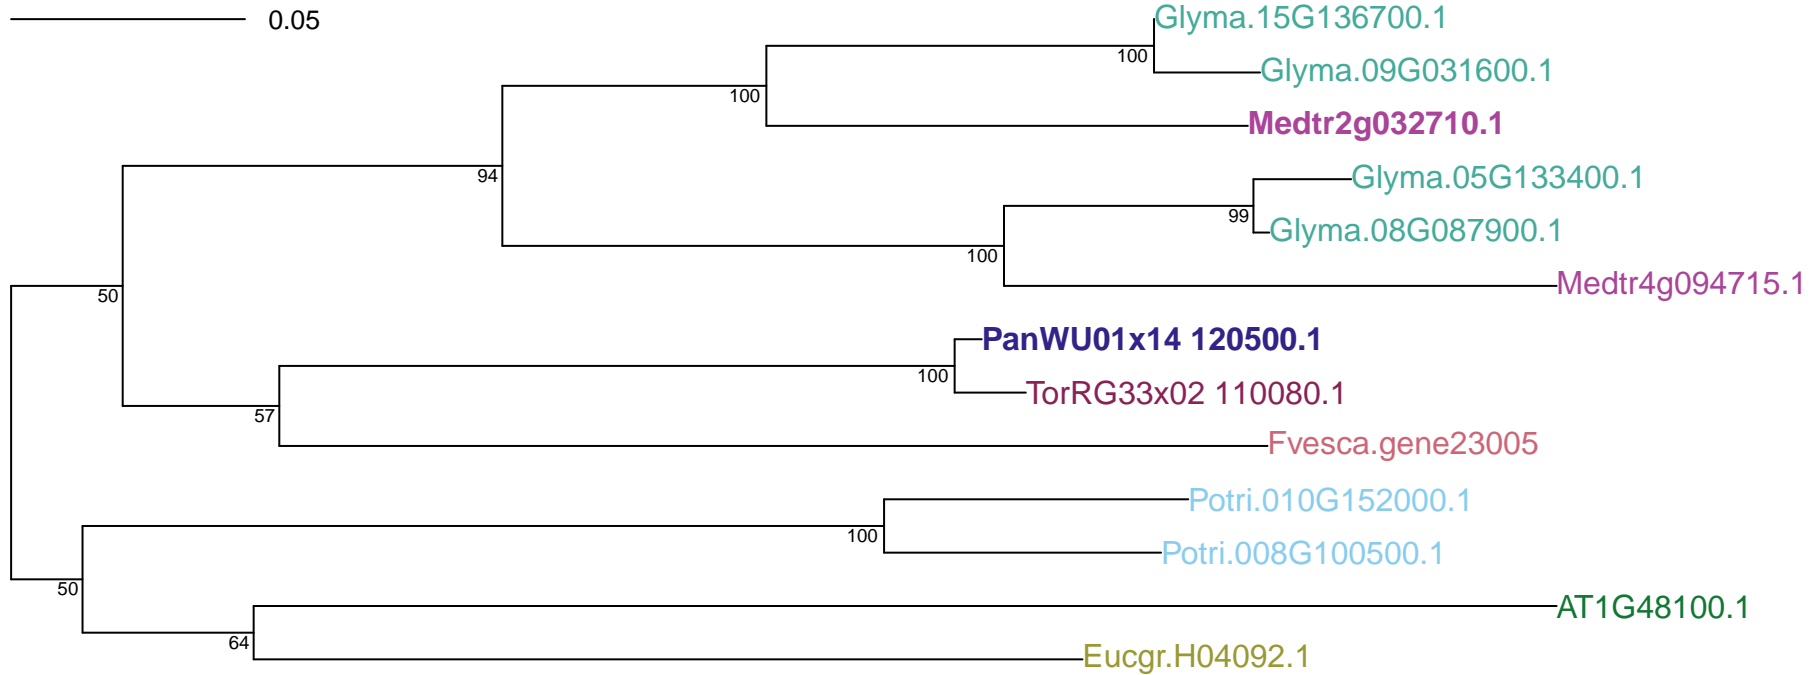 0.05
Glyma.15G136700.1
100
Glyma.09G031600.1
100
Medtr2g032710.1
94
Glyma.05G133400.1
99
Glyma.08G087900.1
100
Medtr4g094715.1
50
PanWU01x14 120500.1
100
TorRG33x02 110080.1
57
Fvesca.gene23005
Potri.010G152000.1
100
Potri.008G100500.1
50
AT1G48100.1
64
Eucgr.H04092.1